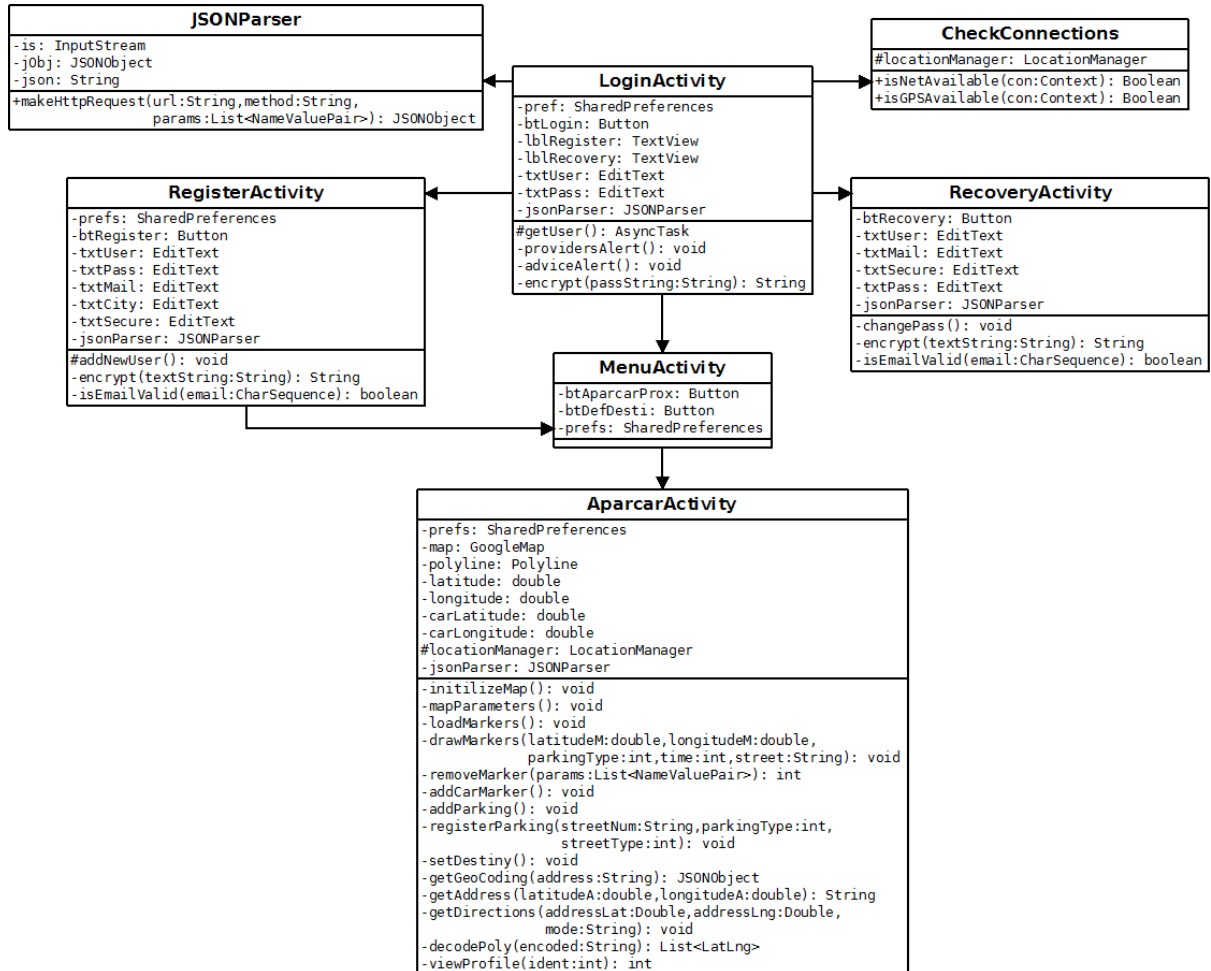 JSONParser
-is: InputStream
-jObj: JSONObject
-json: String
+makeHttpRequest(url:String,method:String,
params:List<NameValuePair>): JSONObject
CheckConnections
#locationManager: LocationManager
+isNetAvailable(con:Context): Boolean
+isGPSAvailable(con:Context): Boolean
LoginActivity
-pref: SharedPreferences
-btLogin: Button
-lblRegister: TextView
-lblRecovery: TextView
-txtUser: EditText
-txtPass: EditText
-jsonParser: JSONParser
#getUser(): AsyncTask
-providersAlert(): void
-adviceAlert(): void
-encrypt(passString:String): String
RegisterActivity
-prefs: SharedPreferences
-btRegister: Button
-txtUser: EditText
-txtPass: EditText
-txtMail: EditText
-txtCity: EditText
-txtSecure: EditText
-jsonParser: JSONParser
#addNewUser(): void
-encrypt(textString:String): String
-isEmailValid(email:CharSequence): boolean
RecoveryActivity
-btRecovery: Button
-txtUser: EditText
-txtMail: EditText
-txtSecure: EditText
-txtPass: EditText
-jsonParser: JSONParser
-changePass(): void
-encrypt(textString:String): String
-isEmailValid(email:CharSequence): boolean
MenuActivity
-btAparcarProx: Button
-btDefDesti: Button
-prefs: SharedPreferences
AparcarActivity
-prefs: SharedPreferences
-map: GoogleMap
-polyline: Polyline
-latitude: double
-longitude: double
-carLatitude: double
-carLongitude: double
#locationManager: LocationManager
-jsonParser: JSONParser
-initilizeMap(): void
-mapParameters(): void
-loadMarkers(): void
-drawMarkers(latitudeM:double,longitudeM:double,
parkingType:int,time:int,street:String): void
-removeMarker(params:List<NameValuePair>): int
-addCarMarker(): void
-addParking(): void
-registerParking(streetNum:String,parkingType:int,
streetType:int): void
-setDestiny(): void
-getGeoCoding(address:String): JSONObject
-getAddress(latitudeA:double,longitudeA:double): String
-getDirections(addressLat:Double,addressLng:Double,
mode:String): void
-decodePoly(encoded:String): List<LatLng>
-viewProfile(ident:int): int